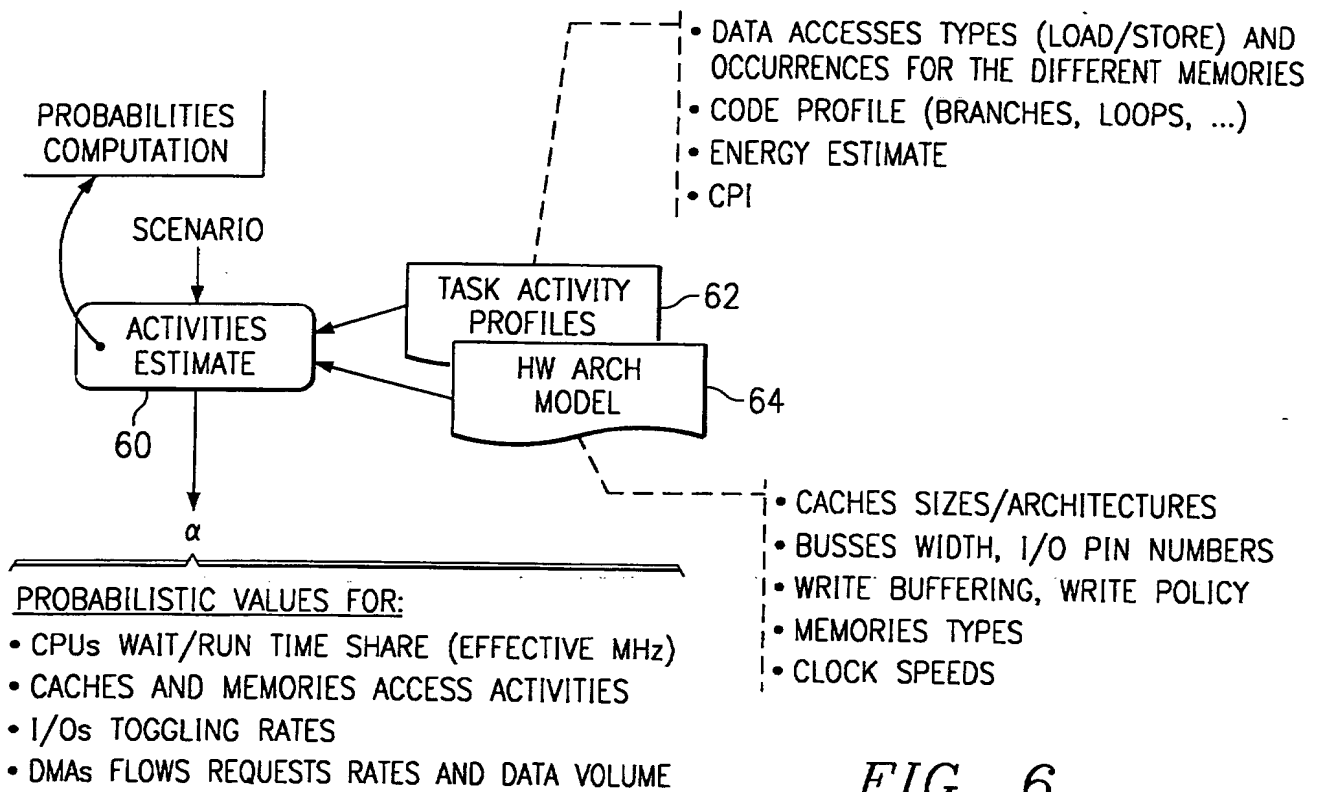 • DATA ACCESSES TYPES (LOAD/STORE) AND
OCCURRENCES FOR THE DIFFERENT MEMORIES
• CODE PROFILE (BRANCHES, LOOPS, ...)
• ENERGY ESTIMATE
• CPI
PROBABILITIES
COMPUTATION
SCENARIO
TASK ACTIVITY
PROFILES
62
ACTIVITIES
ESTIMATE
60
HW ARCH
MODEL
64
α
• CACHES SIZES/ARCHITECTURES
• BUSSES WIDTH, I/O PIN NUMBERS
• WRITE BUFFERING, WRITE POLICY
• MEMORIES TYPES
• CLOCK SPEEDS
PROBABILISTIC VALUES FOR:
• CPUs WAIT/RUN TIME SHARE (EFFECTIVE MHz)
• CACHES AND MEMORIES ACCESS ACTIVITIES
• I/Os TOGGLING RATES
• DMAs FLOWS REQUESTS RATES AND DATA VOLUME
FIG. 6